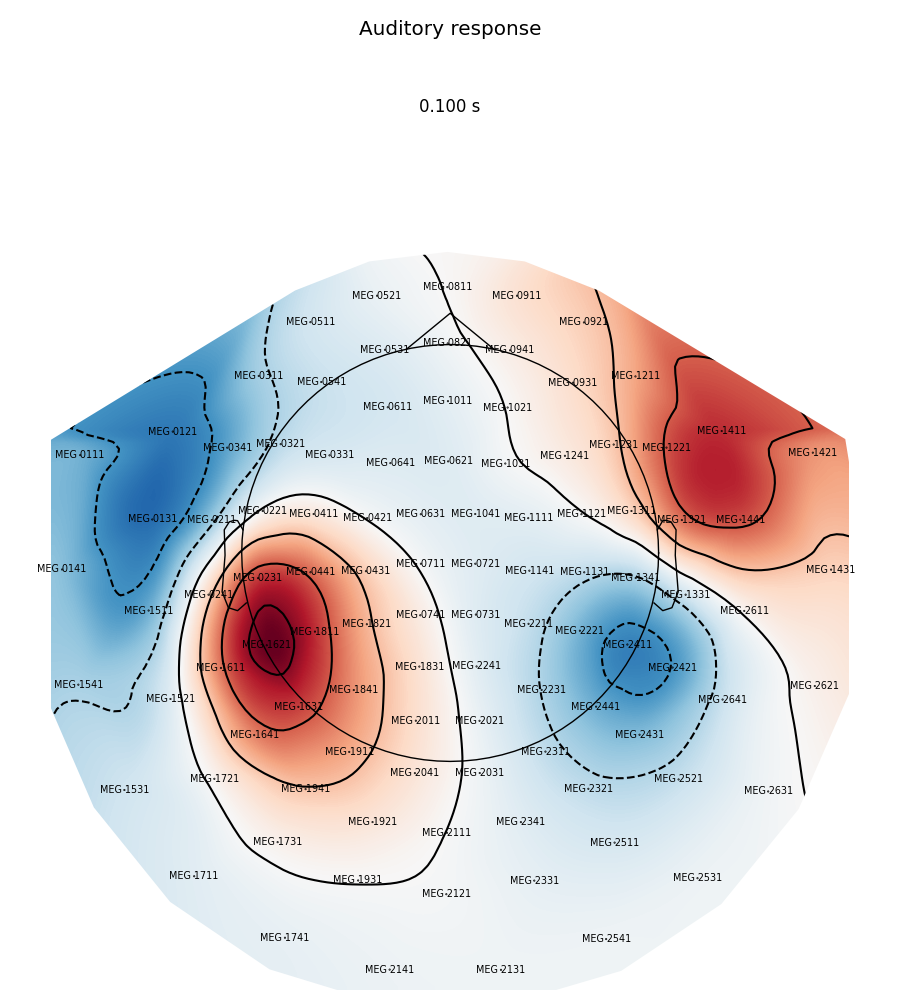 Auditory response
0.100 s
MEG 0811
MEG 0521 MEG 0911
MEG 0511 MEG 0921
MEG 0531 MEG 0821 MEG 0941
MEG 0311 MEG 0541 MEG 0931 MEG 1211
MEG 0611 MEG 1011 MEG 1021
MEG 0121 MEG 1411
MEG 0111 MEG 0341 MEG 0321 MEG 0331 MEG 0641 MEG 0621 MEG 1031 MEG 1241 MEG 1231 MEG 1221 MEG 1421
MEG 0131 MEG 0211 MEG 0221 MEG 0411 MEG 0421 MEG 0631 MEG 1041 MEG 1111 MEG 1121 MEG 1311 MEG 1321 MEG 1441
MEG 0141 MEG 0231 MEG 0441 MEG 0431 MEG 0711 MEG 0721 MEG 1141 MEG 1131 MEG 1341 MEG 1431
MEG 1511 MEG 0241 MEG 1811 MEG 1821 MEG 0741 MEG 0731 MEG 2211 MEG 2221 MEG 1331 MEG 2611
MEG 1621 MEG 2411
MEG 1611 MEG 1831 MEG 2241 MEG 2421
MEG 1541 MEG 1521 MEG 1841 MEG 2231 MEG 2641 MEG 2621
MEG 1631 MEG 2011 MEG 2021 MEG 2441
MEG 1641 MEG 1911 MEG 2311 MEG 2431
MEG 1531 MEG 1721 MEG 1941 MEG 2041 MEG 2031 MEG 2321 MEG 2521 MEG 2631
MEG 1921 MEG 2111 MEG 2341
MEG 1731 MEG 2511
MEG 1711 MEG 1931 MEG 2121 MEG 2331 MEG 2531
MEG 1741 MEG 2541
MEG 2141 MEG 2131